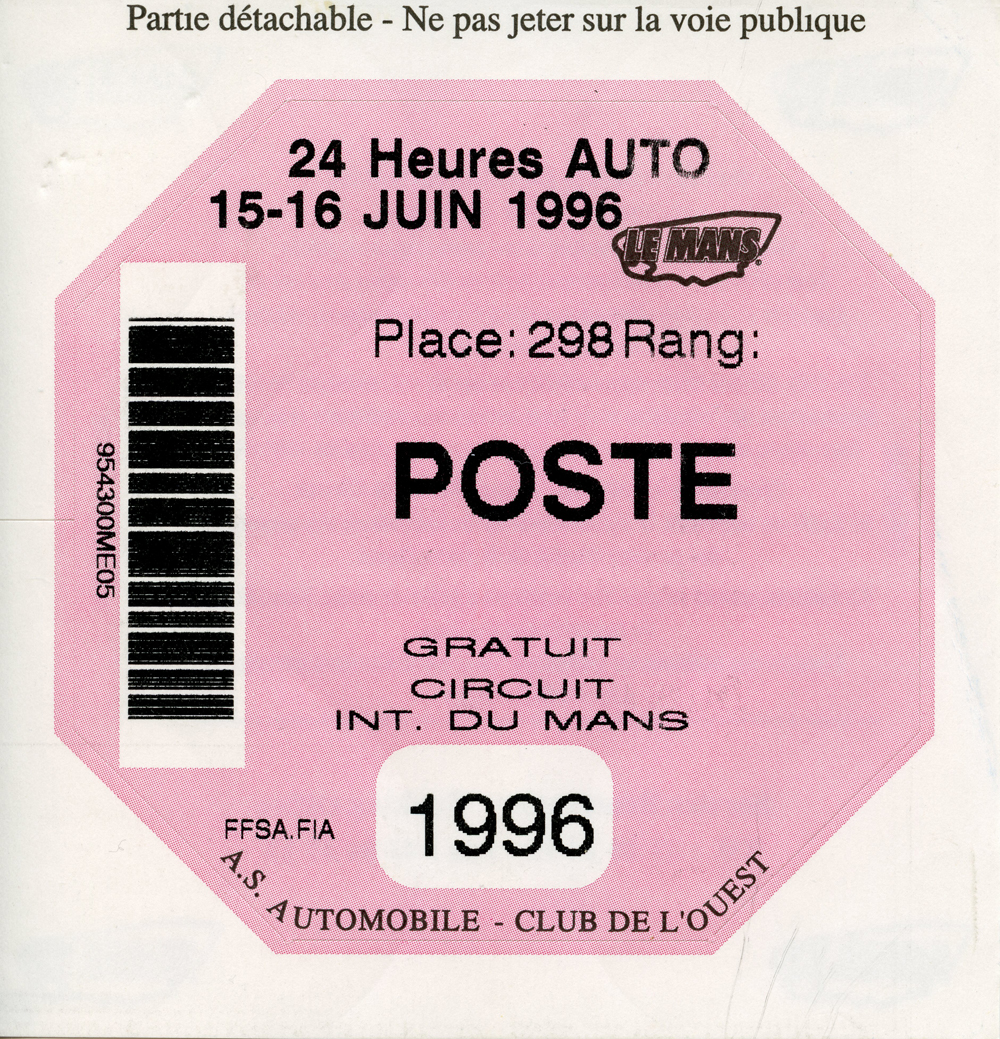 Partie détachable - Ne pas jeter sur la voie publique
24 Heures AUTO
15-16 JUIN 1996
LE MANS
Place: 298 Rang:
POSTE
954300ME05
GRATUIT
CIRCUIT
INT. DU MANS
1996
FFSA.FIA
A.S. AUTOMOBILE - CLUB DE L'OUEST